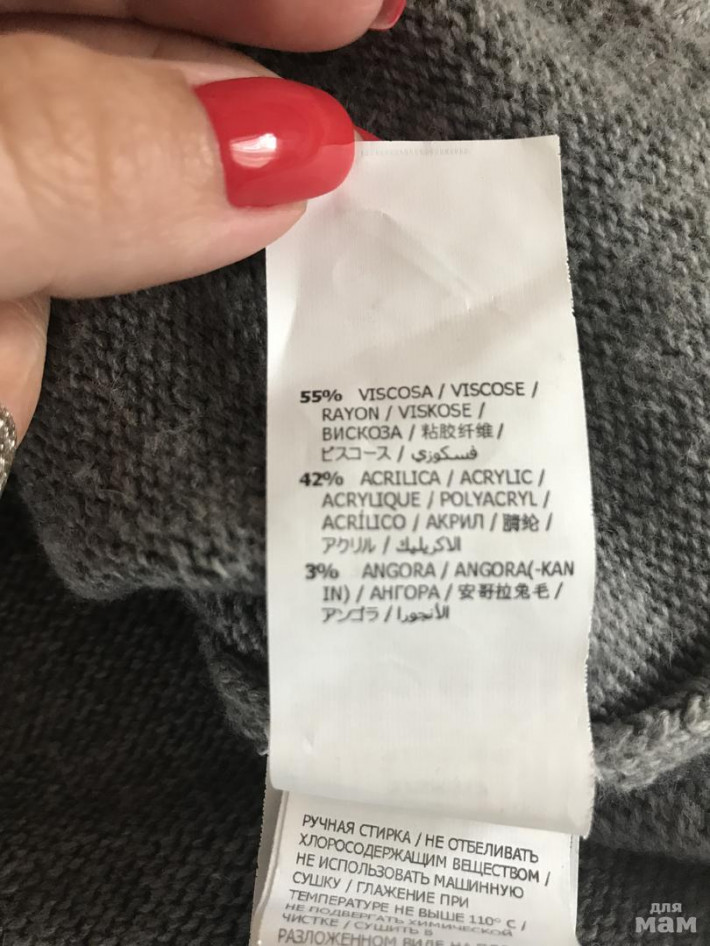 55% VISCOSA / VISCOSE /
RAYON / VISKOSE /
ВИСКОЗА / 粘胶纤维 /
ビスコース / فسكوزي
42% ACRILICA / ACRYLIC /
ACRYLIQUE / POLYACRYL /
ACRÍLICO / АКРИЛ / 腈纶 /
アクリル / الاكريليك
3% ANGORA / ANGORA(-KAN
IN) / АНГОРА / 安哥拉兔毛 /
アンゴラ / الأنجورا
РУЧНАЯ СТИРКА / НЕ ОТБЕЛИВАТЬ
ХЛОРОСОДЕРЖАЩИМ ВЕЩЕСТВОМ /
НЕ ИСПОЛЬЗОВАТЬ МАШИННУЮ
СУШКУ / ГЛАЖЕНИЕ ПРИ
ТЕМПЕРАТУРЕ НЕ ВЫШЕ 110° C /
НЕ ПОДВЕРГАТЬ ХИМИЧЕСКОЙ
ЧИСТКЕ / СУШИТЬ В
РАЗЛОЖЕННОМ ВИДЕ НА
для
мам